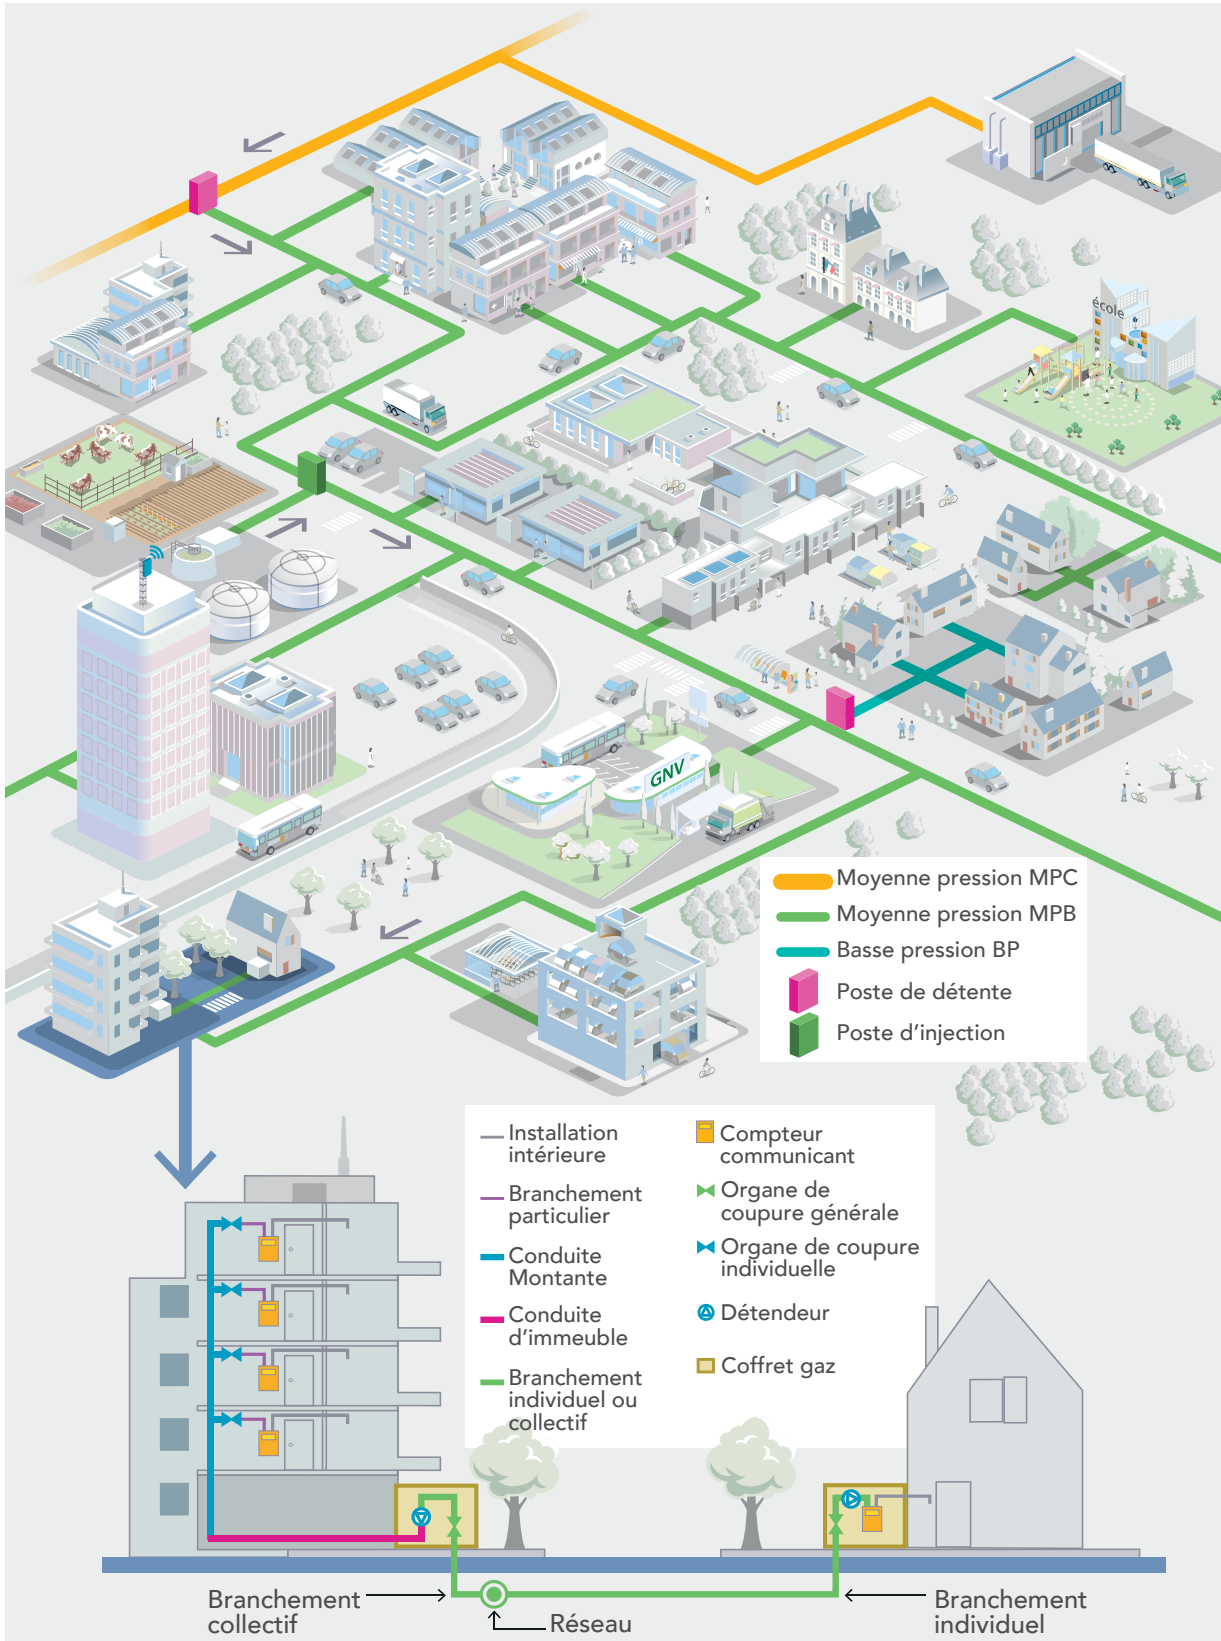 école
GNV
Moyenne pression MPC
Moyenne pression MPB
Basse pression BP
Poste de détente
Poste d'injection
Installation
intérieure
Branchement
particulier
Conduite
Montante
Conduite
d'immeuble
Branchement
individuel ou
collectif
Compteur
communicant
Organe de
coupure générale
Organe de coupure
individuelle
Détendeur
Coffret gaz
Branchement
collectif
Réseau
Branchement
individuel